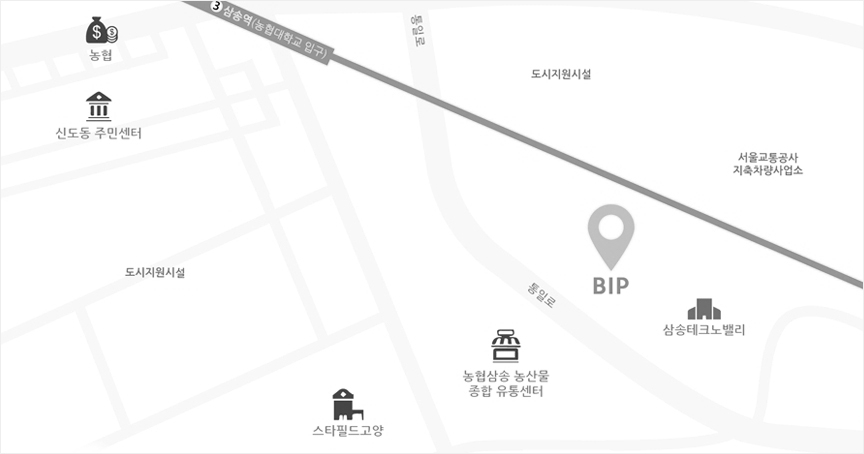 3 삼송역(농협대학교 입구)
통일로
농협
도시지원시설
신도동 주민센터
서울교통공사
지축차량사업소
도시지원시설
BIP
통일로
삼송테크노밸리
농협삼송 농산물
종합 유통센터
스타필드고양